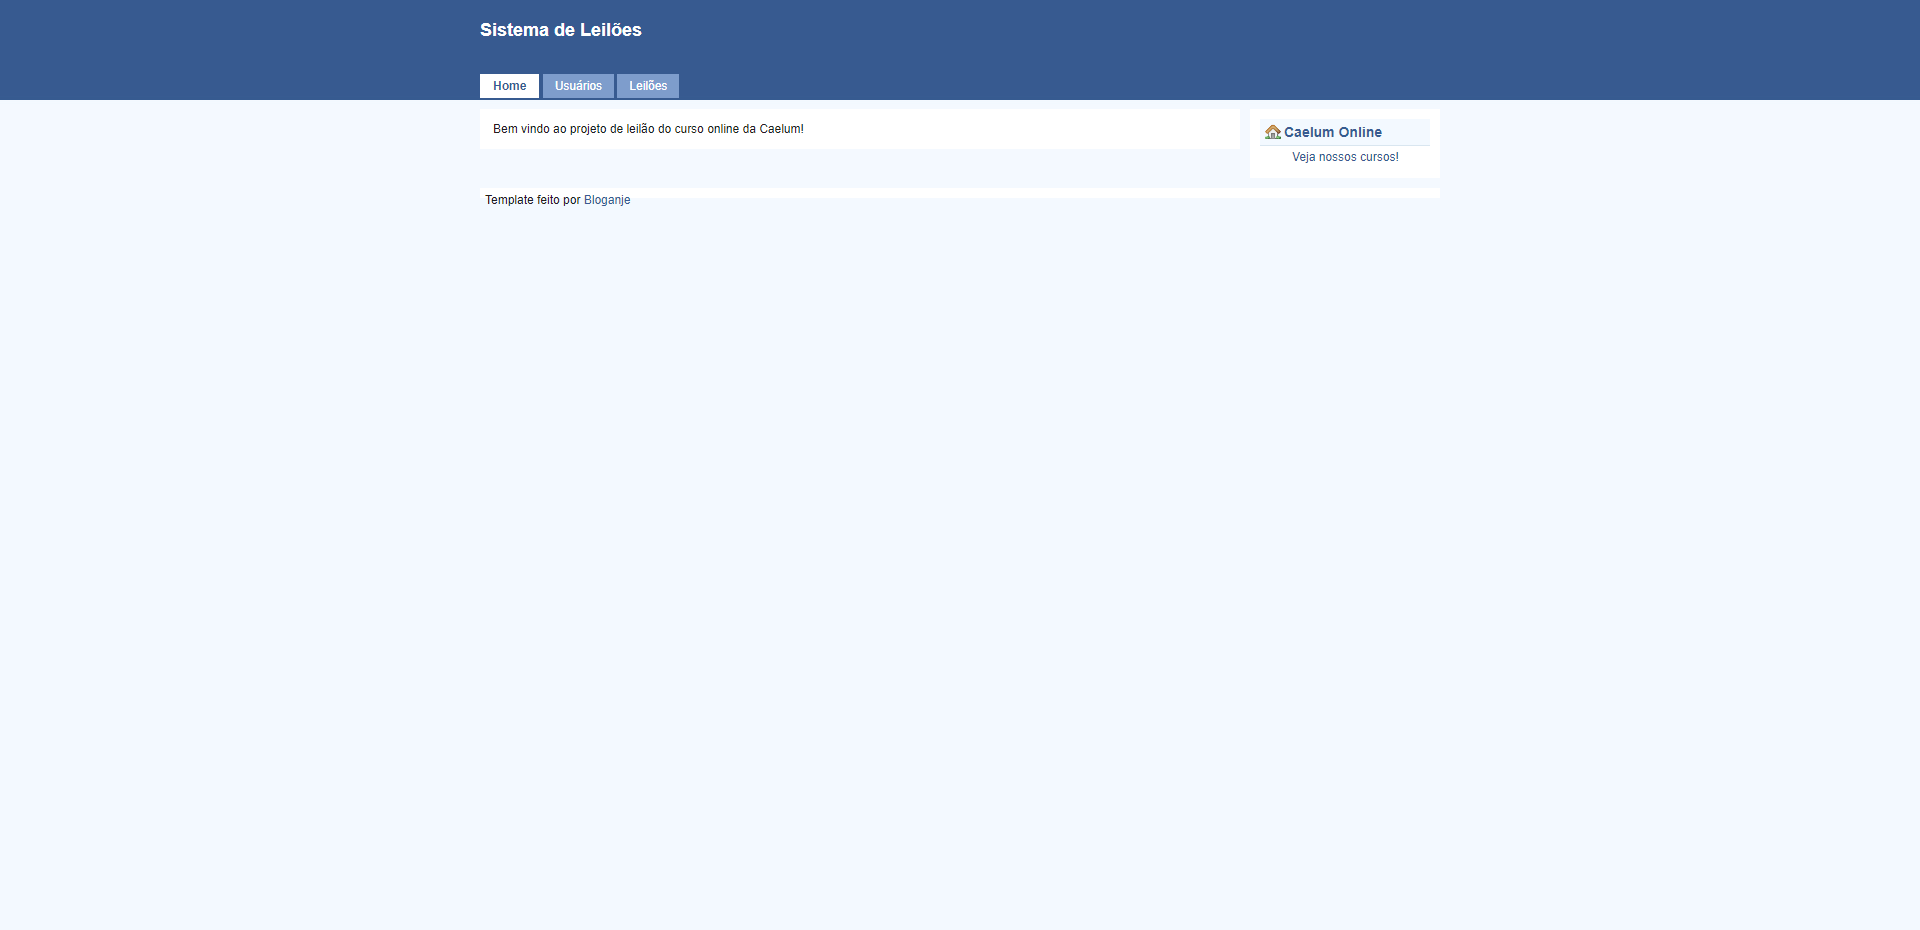 Sistema de Leilões
Home Usuários Leilões
Bem vindo ao projeto de leilão do curso online da Caelum!
Caelum Online
Veja nossos cursos!
Template feito por Bloganje